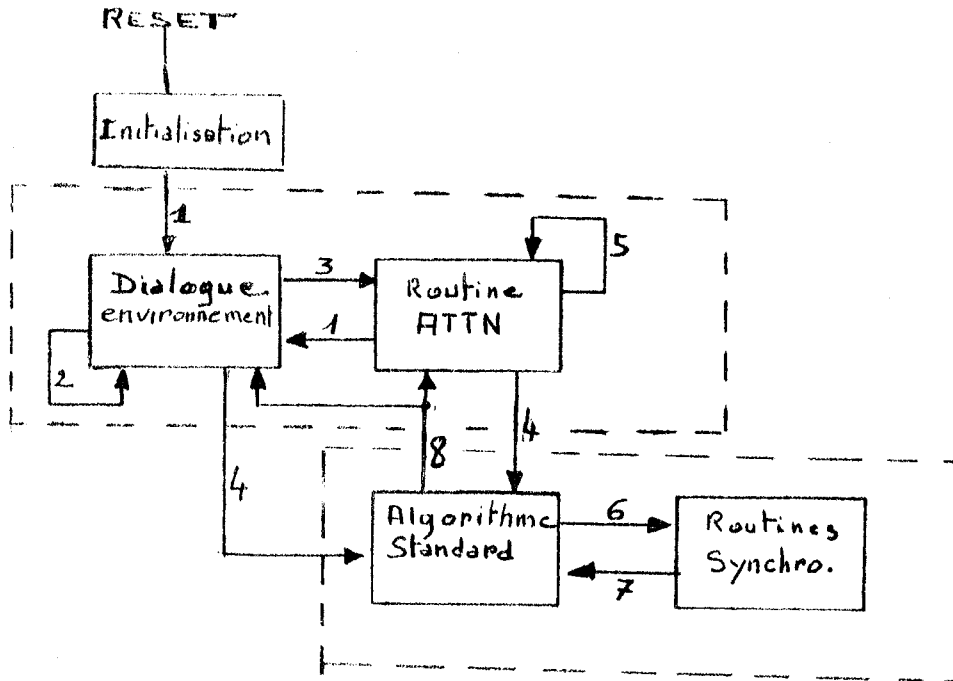 RESET
Initialisation
1
Dialogue
environnement
3
1
Routine
ATTN
5
2
4
8
4
Algorithme
Standard
6
7
Routines
Synchro.